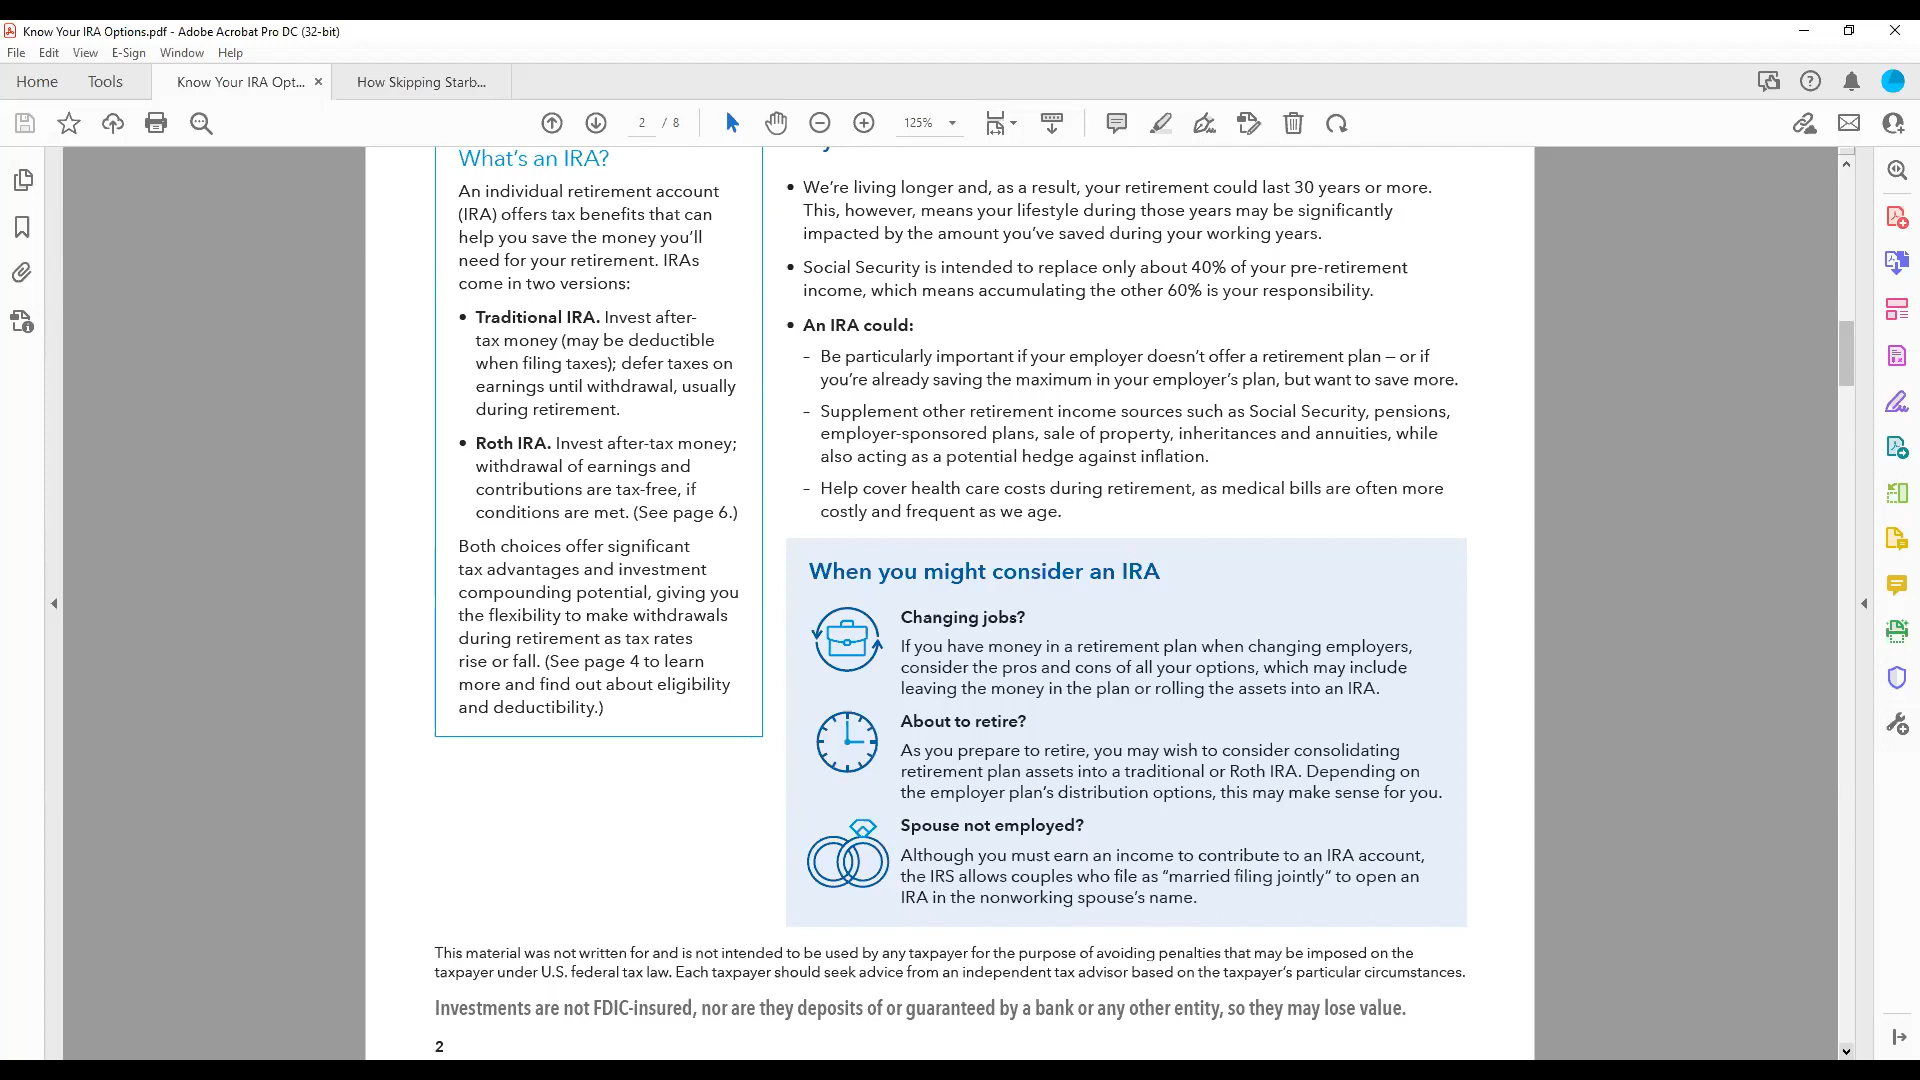 Know Your IRA Options.pdf - Adobe Acrobat Pro DC (32-bit)
File Edit View E-Sign Window Help
Home Tools Know Your IRA Opt... × How Skipping Starb...
2 / 8 125%
What's an IRA?
An individual retirement account
(IRA) offers tax benefits that can
help you save the money you'll
need for your retirement. IRAs
come in two versions:
• Traditional IRA. Invest after-
tax money (may be deductible
when filing taxes); defer taxes on
earnings until withdrawal, usually
during retirement.
• Roth IRA. Invest after-tax money;
withdrawal of earnings and
contributions are tax-free, if
conditions are met. (See page 6.)
Both choices offer significant
tax advantages and investment
compounding potential, giving you
the flexibility to make withdrawals
during retirement as tax rates
rise or fall. (See page 4 to learn
more and find out about eligibility
and deductibility.)
• We're living longer and, as a result, your retirement could last 30 years or more.
This, however, means your lifestyle during those years may be significantly
impacted by the amount you've saved during your working years.
• Social Security is intended to replace only about 40% of your pre-retirement
income, which means accumulating the other 60% is your responsibility.
• An IRA could:
– Be particularly important if your employer doesn't offer a retirement plan — or if
you're already saving the maximum in your employer's plan, but want to save more.
– Supplement other retirement income sources such as Social Security, pensions,
employer-sponsored plans, sale of property, inheritances and annuities, while
also acting as a potential hedge against inflation.
– Help cover health care costs during retirement, as medical bills are often more
costly and frequent as we age.
When you might consider an IRA
Changing jobs?
If you have money in a retirement plan when changing employers,
consider the pros and cons of all your options, which may include
leaving the money in the plan or rolling the assets into an IRA.
About to retire?
As you prepare to retire, you may wish to consider consolidating
retirement plan assets into a traditional or Roth IRA. Depending on
the employer plan's distribution options, this may make sense for you.
Spouse not employed?
Although you must earn an income to contribute to an IRA account,
the IRS allows couples who file as "married filing jointly" to open an
IRA in the nonworking spouse's name.
This material was not written for and is not intended to be used by any taxpayer for the purpose of avoiding penalties that may be imposed on the
taxpayer under U.S. federal tax law. Each taxpayer should seek advice from an independent tax advisor based on the taxpayer's particular circumstances.
Investments are not FDIC-insured, nor are they deposits of or guaranteed by a bank or any other entity, so they may lose value.
2